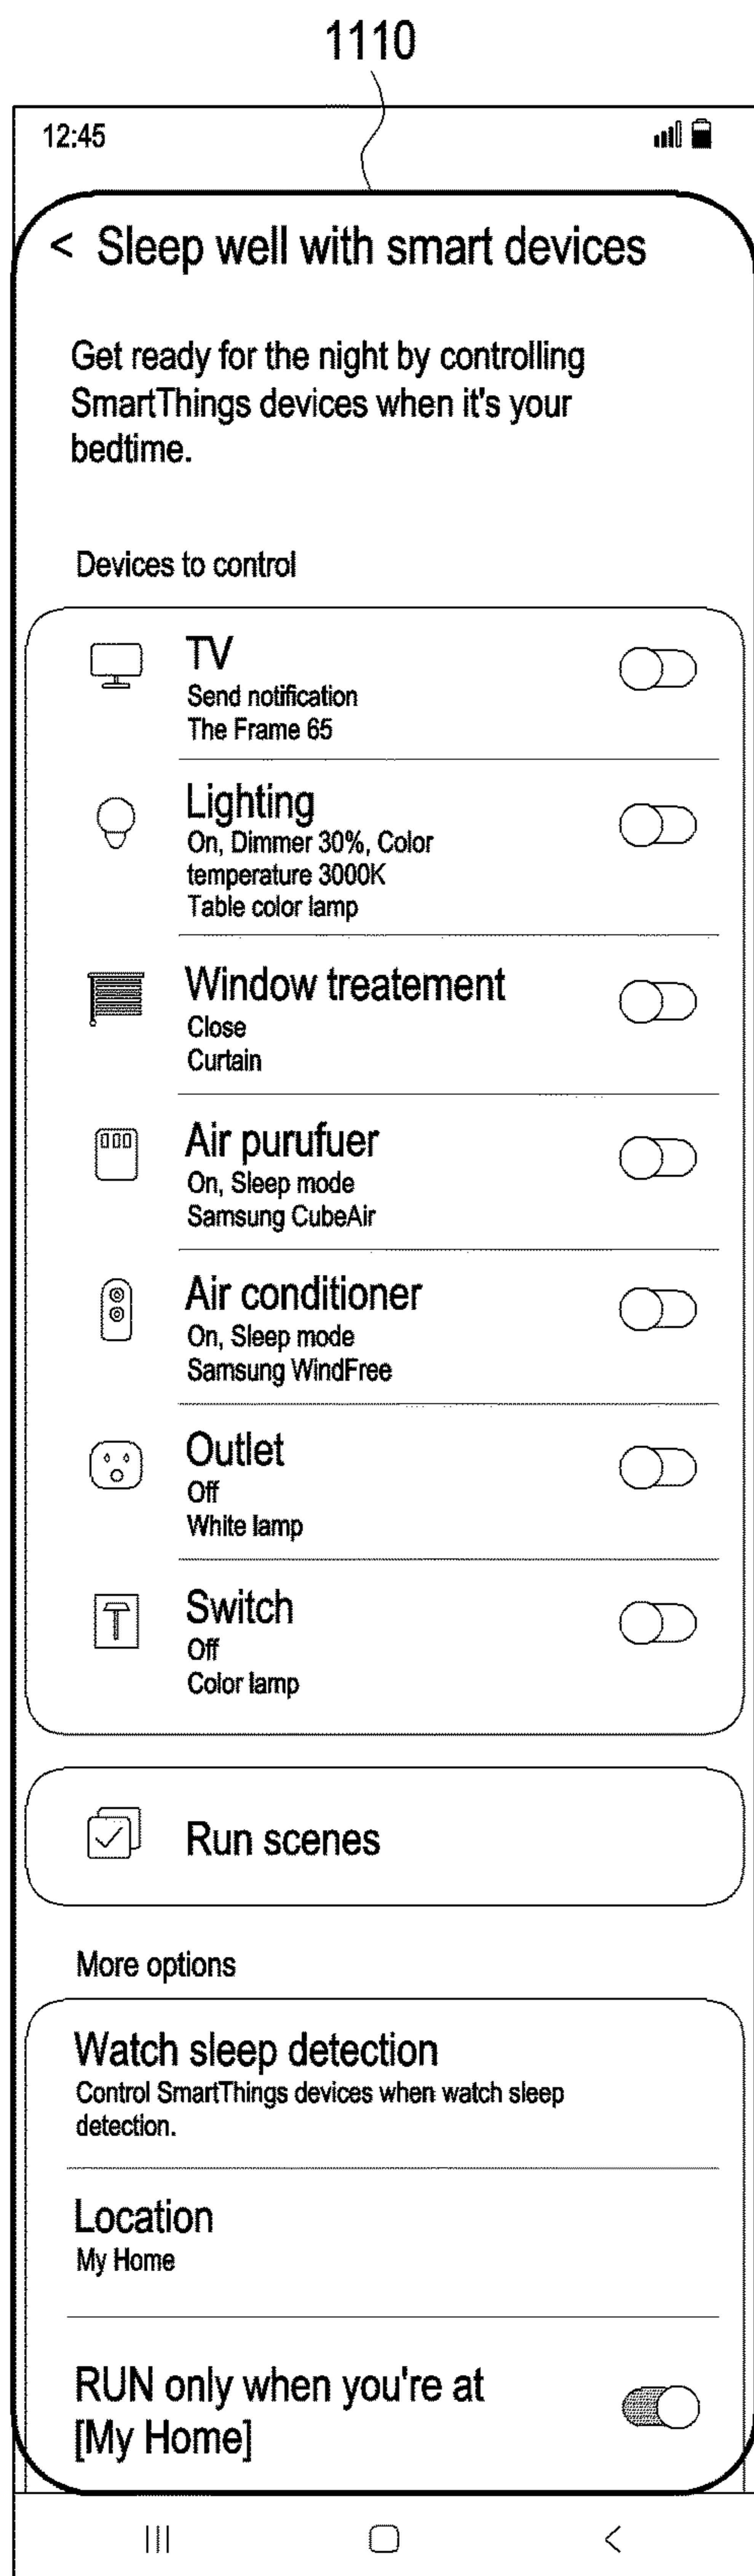 1110
12:45
< Sleep well with smart devices
Get ready for the night by controlling
SmartThings devices when it's your
bedtime.
Devices to control
TV
Send notification
The Frame 65
Lighting
On, Dimmer 30%, Color
temperature 3000K
Table color lamp
Window treatement
Close
Curtain
Air purufuer
On, Sleep mode
Samsung CubeAir
Air conditioner
On, Sleep mode
Samsung WindFree
Outlet
Off
White lamp
Switch
Off
Color lamp
Run scenes
More options
Watch sleep detection
Control SmartThings devices when watch sleep
detection.
Location
My Home
RUN only when you're at
[My Home]